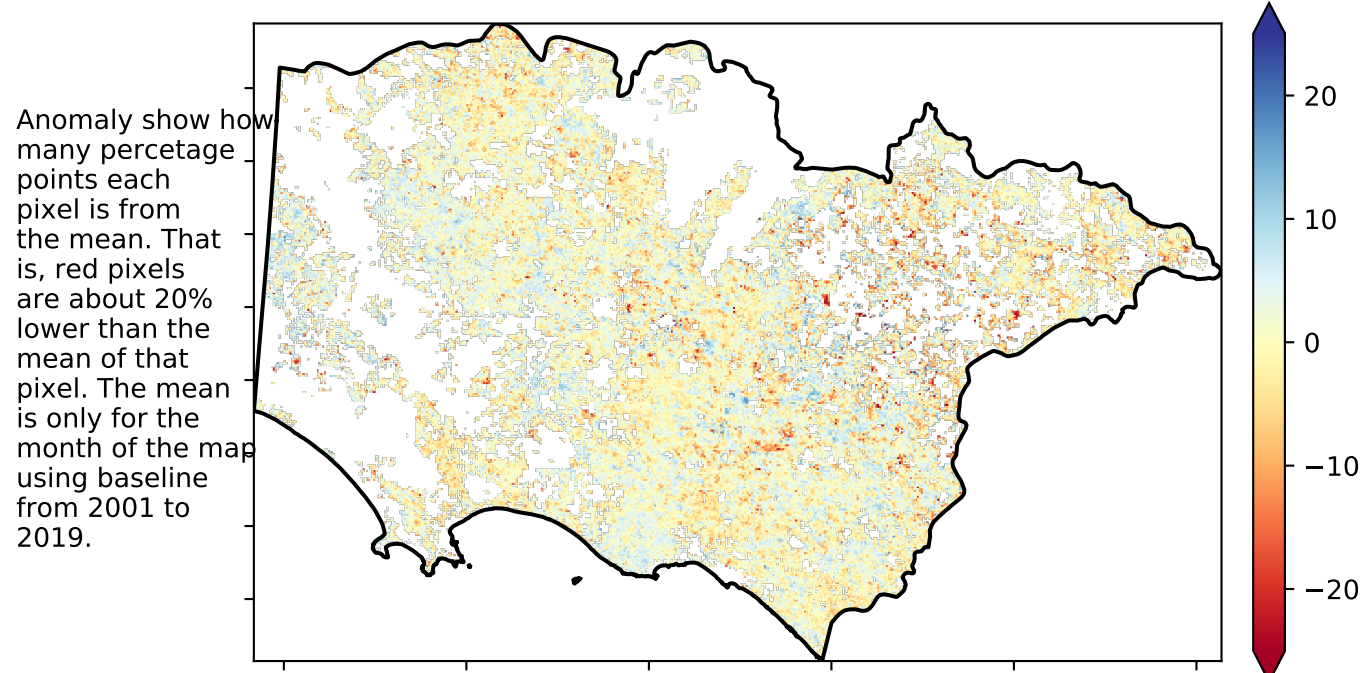 Anomaly show how
many percetage
points each
pixel is from
the mean. That
is, red pixels
are about 20%
lower than the
mean of that
pixel. The mean
is only for the
month of the map
using baseline
from 2001 to
2019.
20
10
0
−10
−20